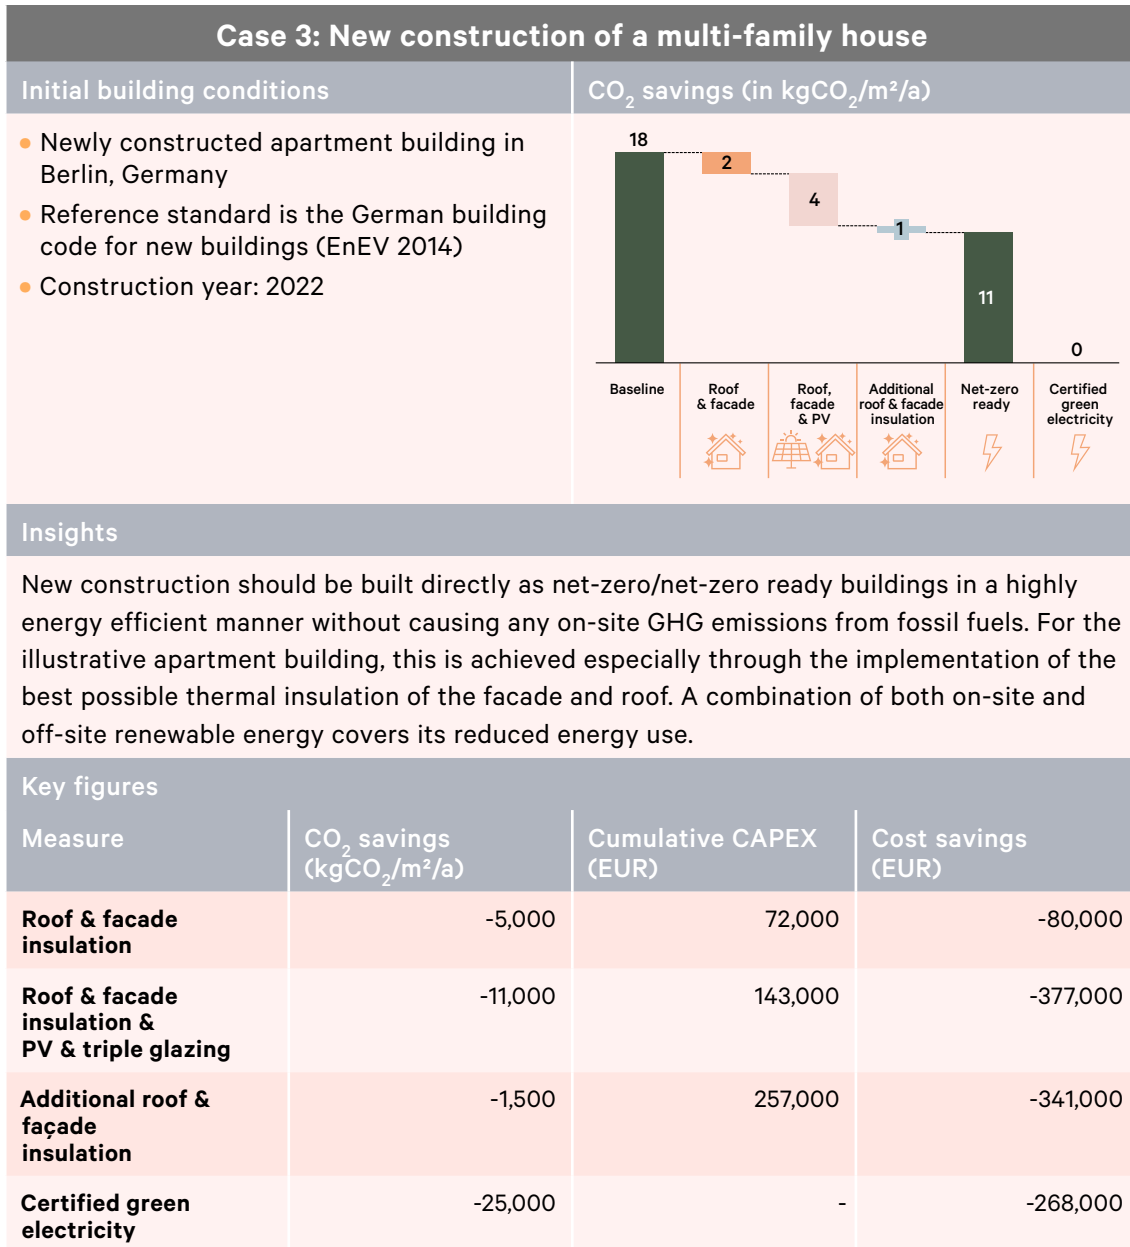 Case 3: New construction of a multi-family house
Initial building conditions
CO₂ savings (in kgCO₂/m²/a)
• Newly constructed apartment building in
Berlin, Germany
• Reference standard is the German building
code for new buildings (EnEV 2014)
• Construction year: 2022
18
2
4
1
11
0
Baseline
Roof
& facade
Roof,
facade
& PV
Additional
roof & facade
insulation
Net-zero
ready
Certified
green
electricity
Insights
New construction should be built directly as net-zero/net-zero ready buildings in a highly
energy efficient manner without causing any on-site GHG emissions from fossil fuels. For the
illustrative apartment building, this is achieved especially through the implementation of the
best possible thermal insulation of the facade and roof. A combination of both on-site and
off-site renewable energy covers its reduced energy use.
Key figures
Measure
CO₂ savings
(kgCO₂/m²/a)
Cumulative CAPEX
(EUR)
Cost savings
(EUR)
Roof & facade
insulation
-5,000
72,000
-80,000
Roof & facade
insulation &
PV & triple glazing
-11,000
143,000
-377,000
Additional roof &
façade
insulation
-1,500
257,000
-341,000
Certified green
electricity
-25,000
-
-268,000